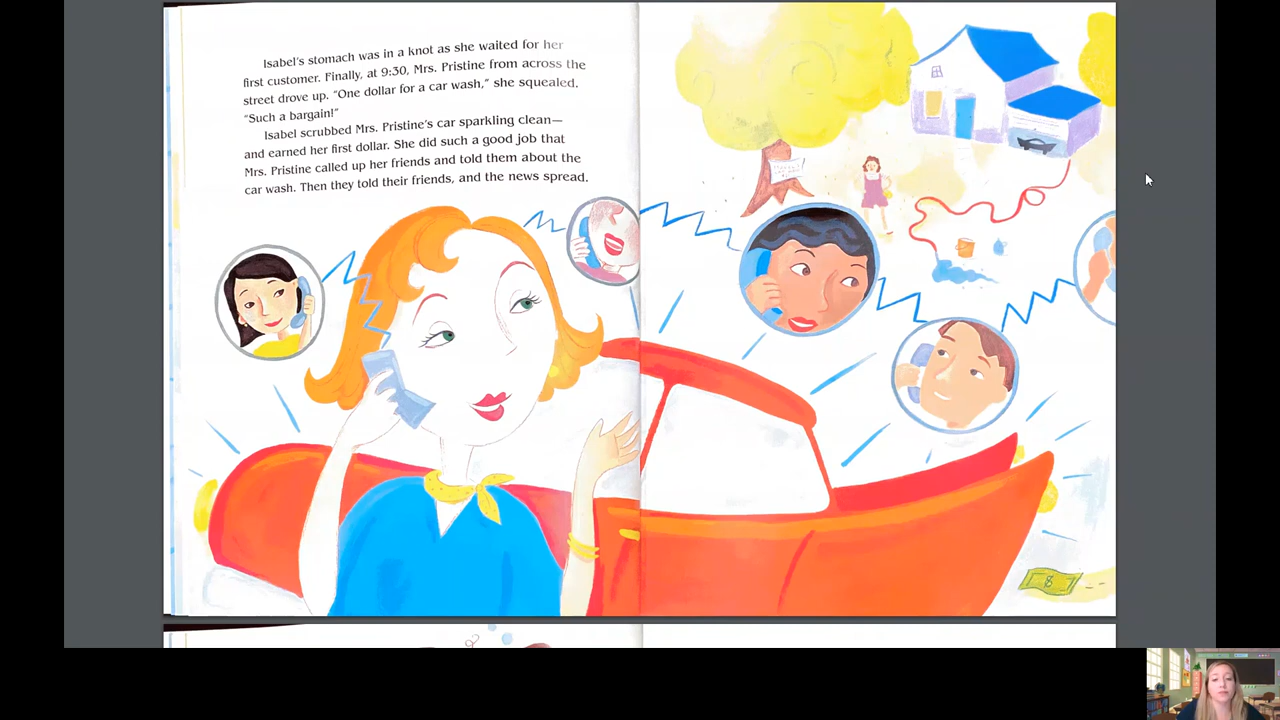 Isabel's stomach was in a knot as she waited for her
first customer. Finally, at 9:30, Mrs. Pristine from across the
street drove up. “One dollar for a car wash,” she squealed.
“Such a bargain!”
Isabel scrubbed Mrs. Pristine's car sparkling clean—
and earned her first dollar. She did such a good job that
Mrs. Pristine called up her friends and told them about the
car wash. Then they told their friends, and the news spread.